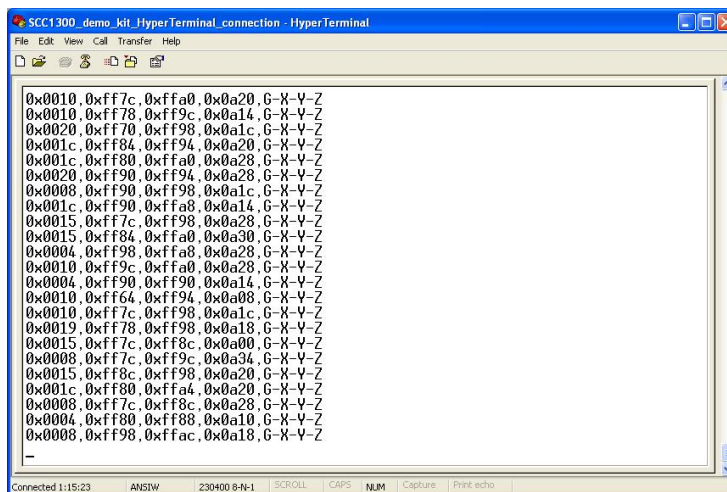 SCC1300_demo_kit_HyperTerminal_connection - HyperTerminal
File Edit View Call Transfer Help
0x0010,0xff7c,0xffa0,0x0a20,G-X-Y-Z
0x0010,0xff78,0xff9c,0x0a14,G-X-Y-Z
0x0020,0xff70,0xff98,0x0a1c,G-X-Y-Z
0x001c,0xff84,0xff94,0x0a20,G-X-Y-Z
0x001c,0xff80,0xffa0,0x0a28,G-X-Y-Z
0x0020,0xff90,0xff94,0x0a28,G-X-Y-Z
0x0008,0xff90,0xff98,0x0a1c,G-X-Y-Z
0x001c,0xff90,0xffa8,0x0a14,G-X-Y-Z
0x0015,0xff7c,0xff98,0x0a28,G-X-Y-Z
0x0015,0xff84,0xffa0,0x0a30,G-X-Y-Z
0x0004,0xff98,0xffa8,0x0a28,G-X-Y-Z
0x0010,0xff9c,0xffa0,0x0a28,G-X-Y-Z
0x0004,0xff90,0xff90,0x0a14,G-X-Y-Z
0x0010,0xff64,0xff94,0x0a08,G-X-Y-Z
0x0010,0xff7c,0xff98,0x0a1c,G-X-Y-Z
0x0019,0xff78,0xff98,0x0a18,G-X-Y-Z
0x0015,0xff7c,0xff8c,0x0a00,G-X-Y-Z
0x0008,0xff7c,0xff9c,0x0a34,G-X-Y-Z
0x0015,0xff8c,0xff98,0x0a20,G-X-Y-Z
0x001c,0xff80,0xffa4,0x0a20,G-X-Y-Z
0x0008,0xff7c,0xff8c,0x0a28,G-X-Y-Z
0x0004,0xff80,0xff88,0x0a10,G-X-Y-Z
0x0008,0xff98,0xffac,0x0a18,G-X-Y-Z
_
Connected 1:15:23 ANSIW 230400 8-N-1 SCROLL CAPS NUM Capture Print echo